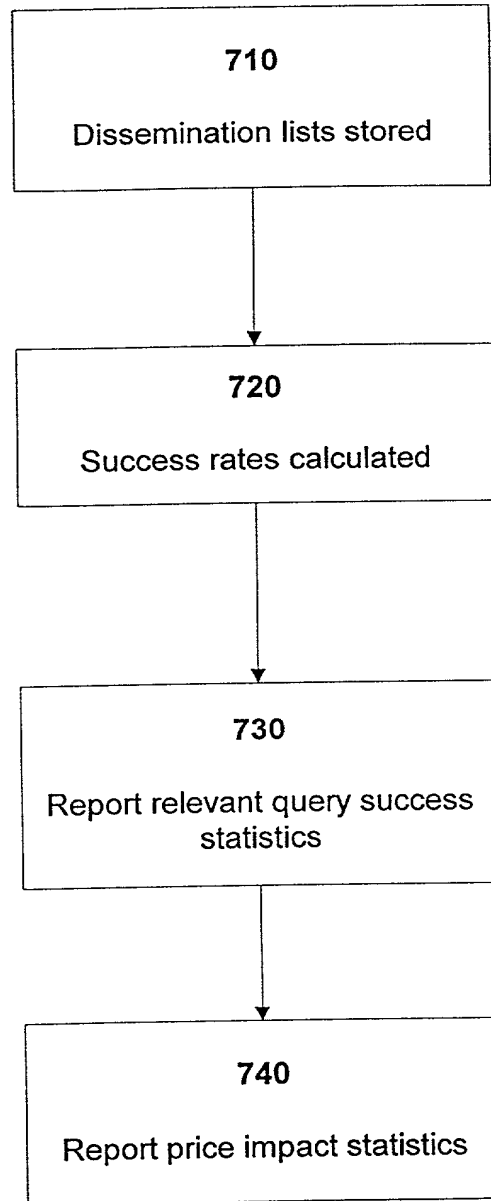 710
Dissemination lists stored
720
Success rates calculated
730
Report relevant query success
statistics
740
Report price impact statistics